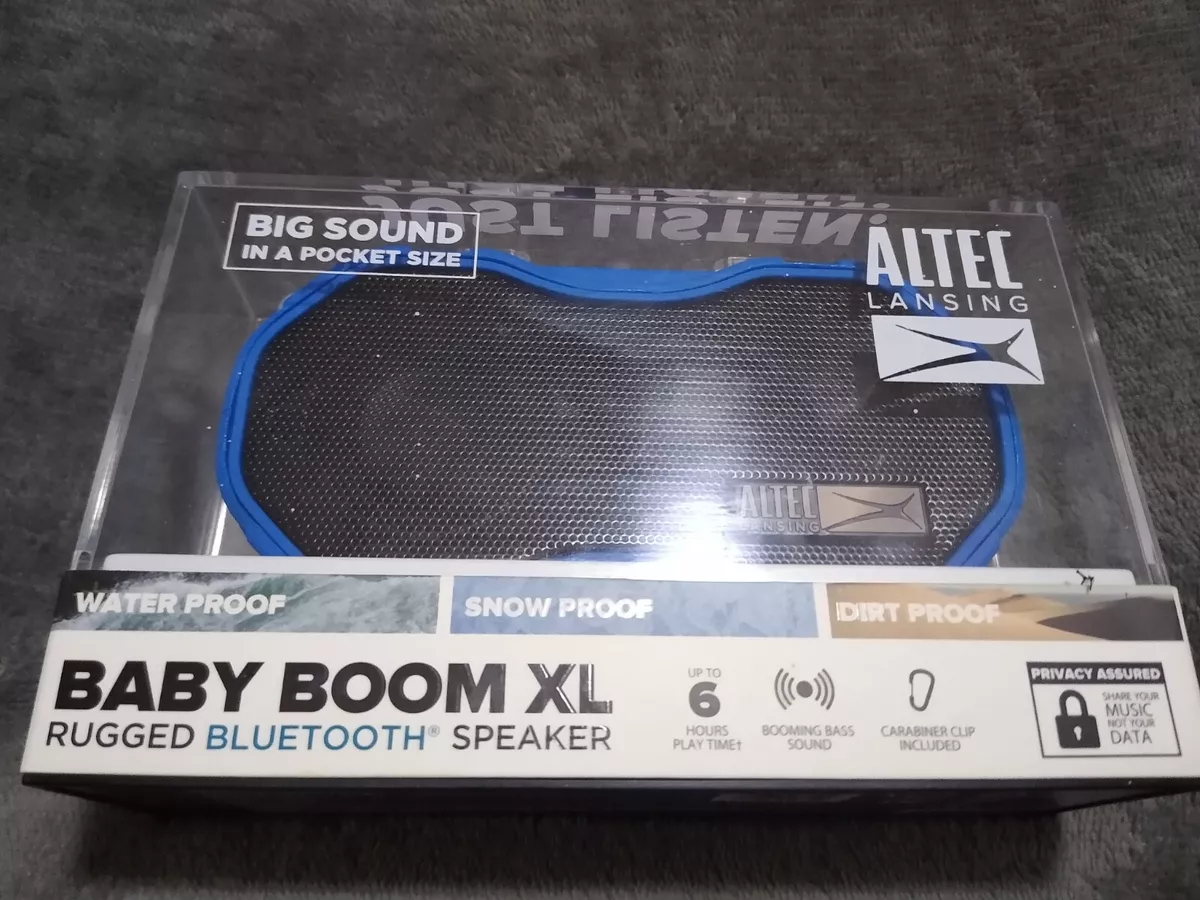 JUST LISTEN.
BIG SOUND
IN A POCKET SIZE
ALTEC
LANSING
ALTEC
LANSING
WATER PROOF
SNOW PROOF
DIRT PROOF
BABY BOOM XL
RUGGED BLUETOOTH® SPEAKER
UP TO
6
HOURS
PLAY TIME†
BOOMING BASS
SOUND
CARABINER CLIP
INCLUDED
PRIVACY ASSURED
SHARE YOUR
MUSIC
NOT YOUR
DATA